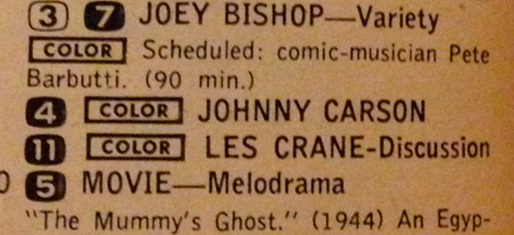 3 7 JOEY BISHOP—Variety
COLOR Scheduled: comic-musician Pete
Barbutti. (90 min.)
4 COLOR JOHNNY CARSON
11 COLOR LES CRANE-Discussion
0 5 MOVIE—Melodrama
"The Mummy's Ghost." (1944) An Egyp-